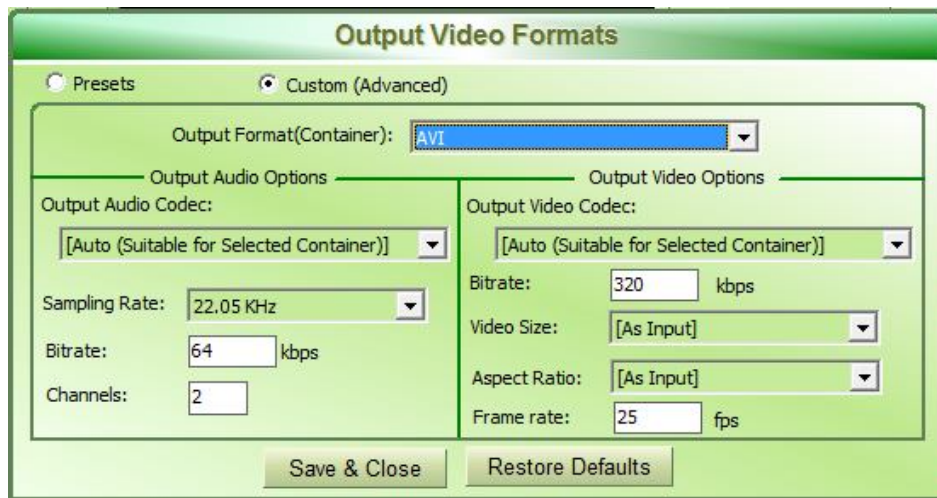 Output Video Formats
Presets
Custom (Advanced)
Output Format(Container): AVI
Output Audio Options
Output Audio Codec:
[Auto (Suitable for Selected Container)]
Sampling Rate: 22.05 KHz
Bitrate: 64 kbps
Channels: 2
Output Video Options
Output Video Codec:
[Auto (Suitable for Selected Container)]
Bitrate: 320 kbps
Video Size: [As Input]
Aspect Ratio: [As Input]
Frame rate: 25 fps
Save & Close
Restore Defaults